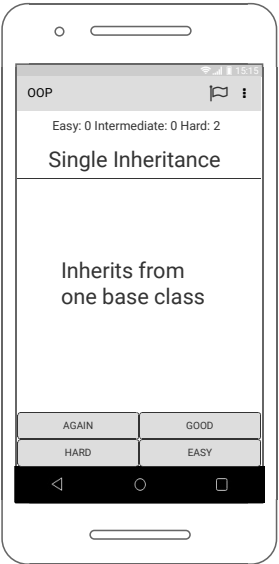 15:15
OOP
Easy: 0 Intermediate: 0 Hard: 2
Single Inheritance
Inherits from
one base class
AGAIN GOOD
HARD EASY